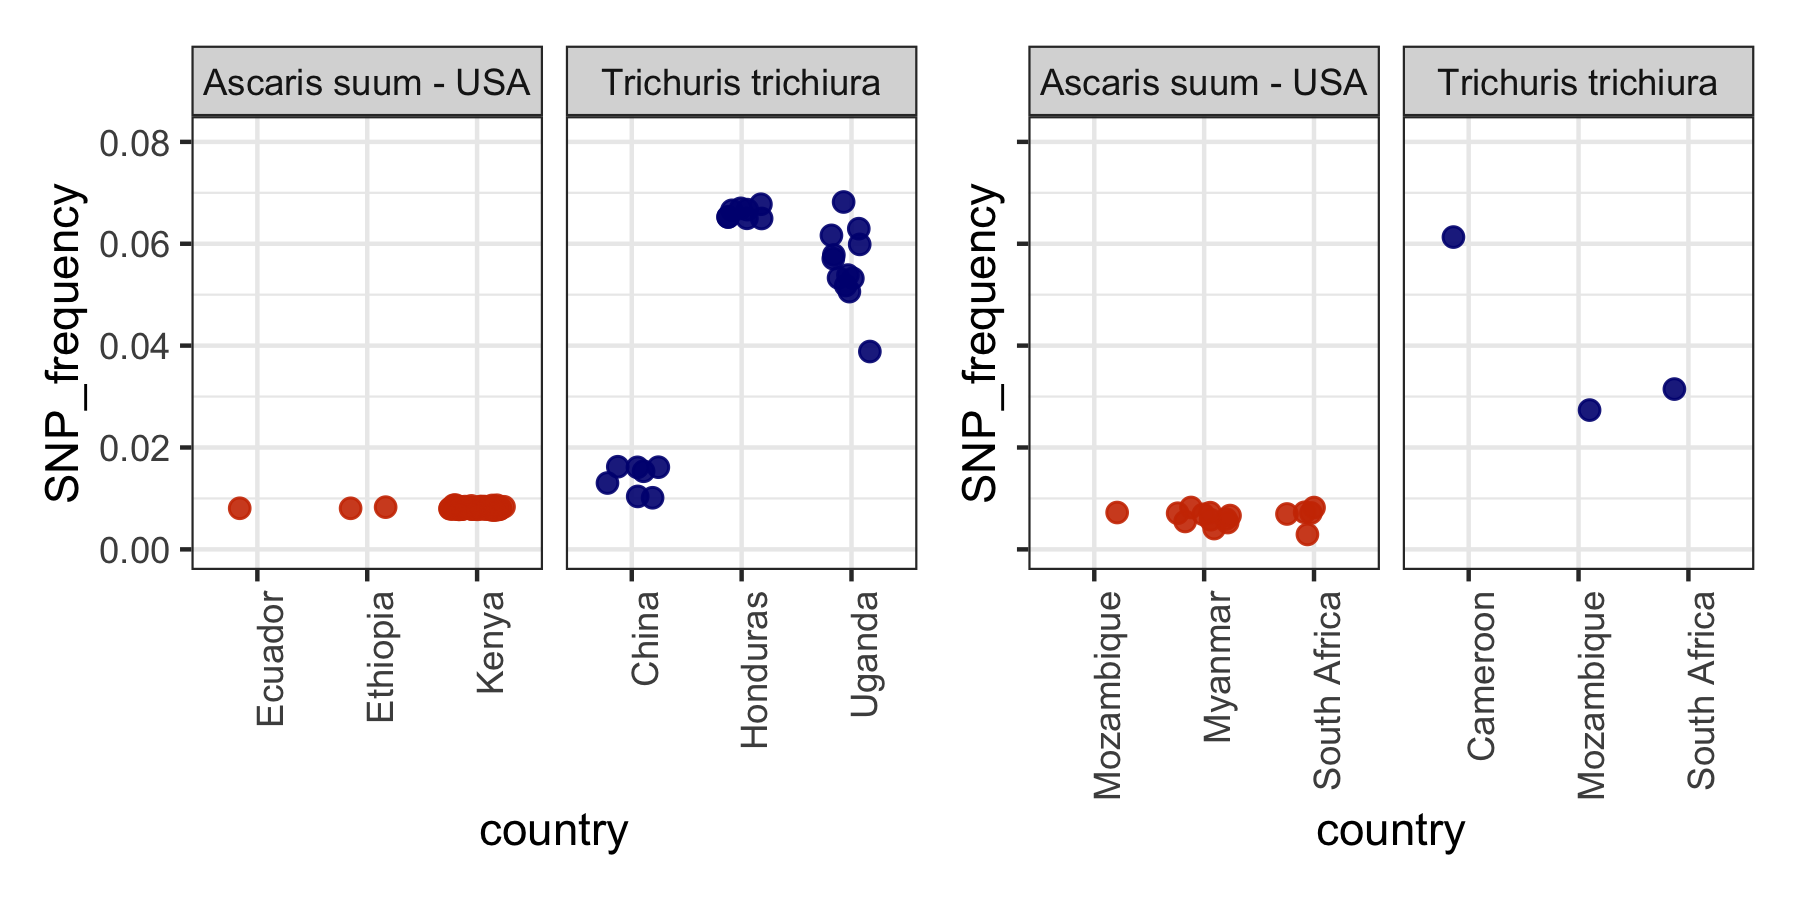 Ascaris suum - USA
Trichuris trichiura
Ascaris suum - USA
Trichuris trichiura
SNP_frequency
0.08
0.06
0.04
0.02
0.00
SNP_frequency
Ecuador
Ethiopia
Kenya
China
Honduras
Uganda
Mozambique
Myanmar
South Africa
Cameroon
Mozambique
South Africa
country
country